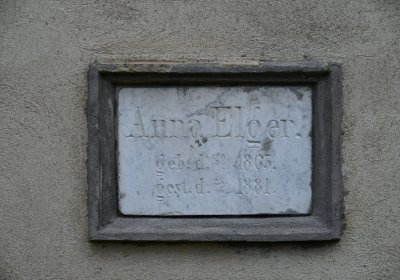 Anna Elger.
geb. d. 1865.
gest. d. 1881.